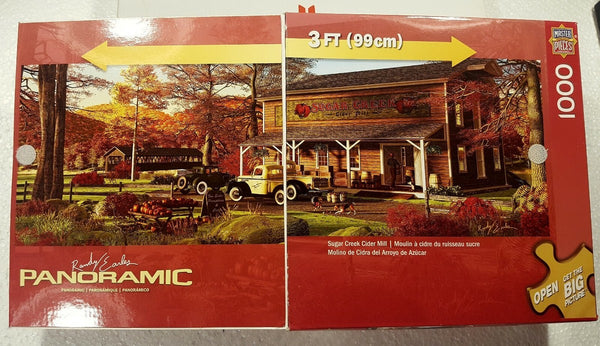 3 FT (99cm)
MASTER
PIECES
1000
Randy Earles
PANORAMIC
PANORAMIC | PANORAMIQUE | PANORÁMICO
Sugar Creek Cider Mill | Moulin à cidre du ruisseau sucre
Molino de Cidra del Arroyo de Azúcar
OPEN
GET THE
BIG
PICTURE